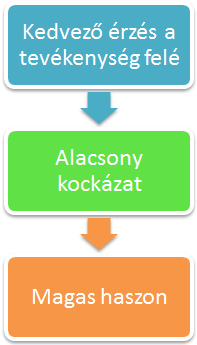 Kedvező érzés a
tevékenység felé
Alacsony
kockázat
Magas haszon